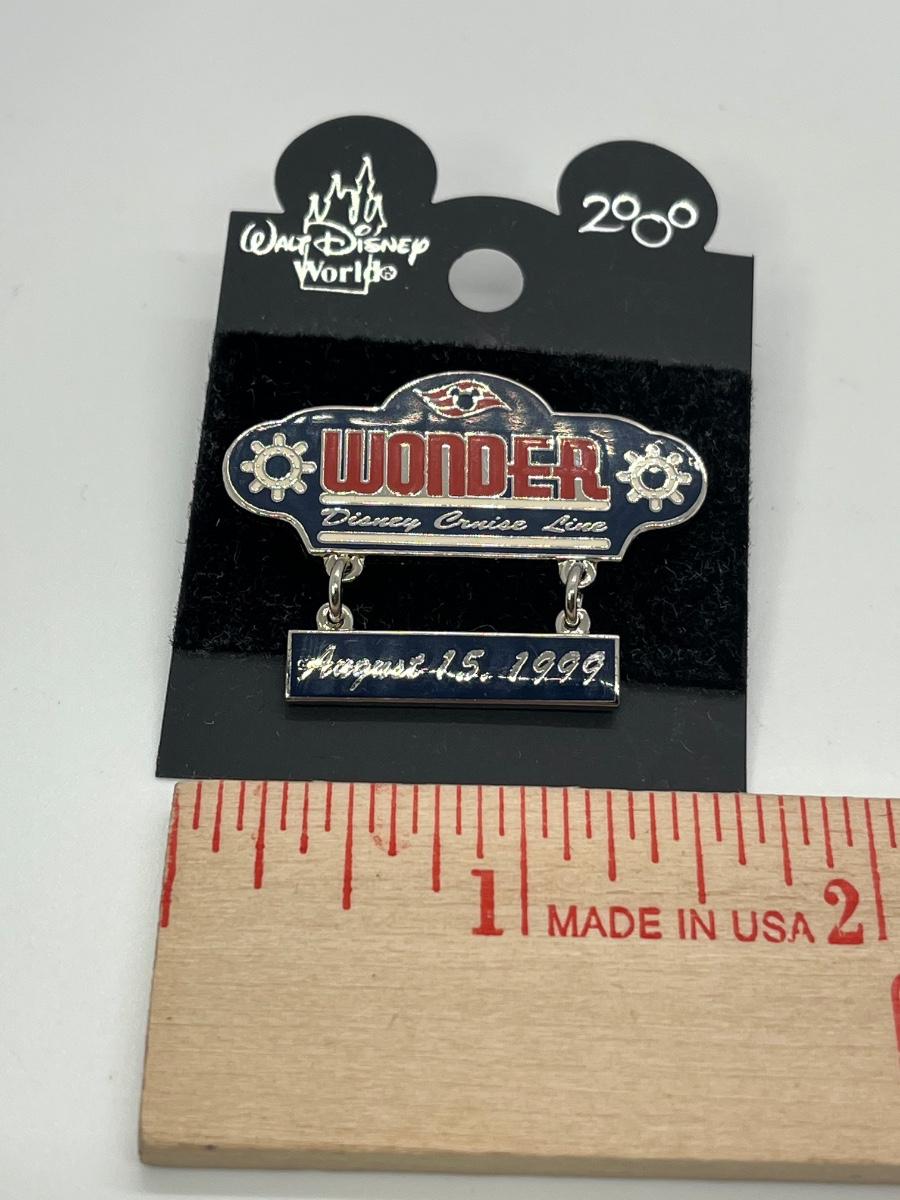 WALT DISNEY
World®
2000
WONDER
Disney Cruise Line
August 15, 1999
1 MADE IN USA 2